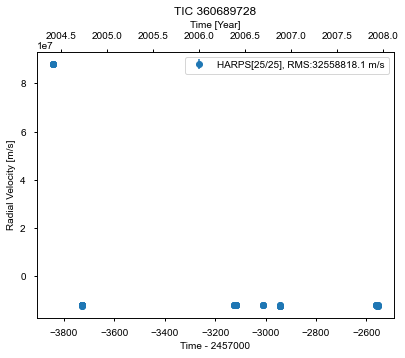 TIC 360689728
Time [Year]
2004.5 2005.0 2005.5 2006.0 2006.5 2007.0 2007.5 2008.0
1e7
HARPS[25/25], RMS:32558818.1 m/s
8
6
4
2
0
Radial Velocity [m/s]
−3800 −3600 −3400 −3200 −3000 −2800 −2600
Time - 2457000